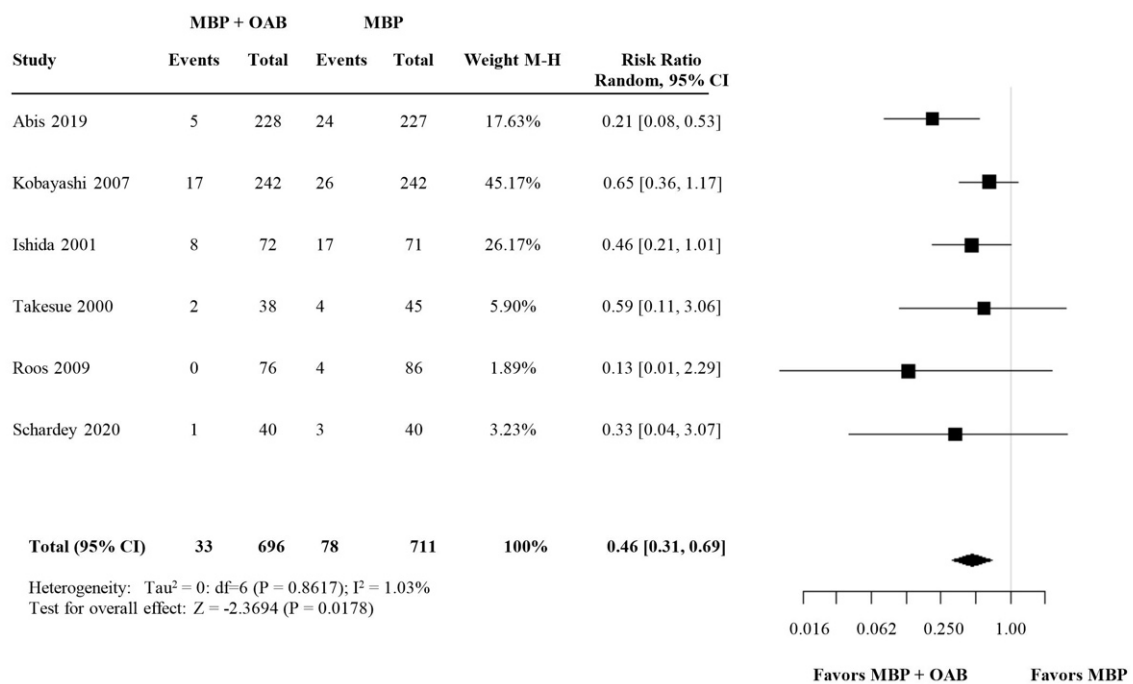 MBP + OAB MBP
Study Events Total Events Total Weight M-H Risk Ratio
Random, 95% CI
Abis 2019 5 228 24 227 17.63% 0.21 [0.08, 0.53]
Kobayashi 2007 17 242 26 242 45.17% 0.65 [0.36, 1.17]
Ishida 2001 8 72 17 71 26.17% 0.46 [0.21, 1.01]
Takesue 2000 2 38 4 45 5.90% 0.59 [0.11, 3.06]
Roos 2009 0 76 4 86 1.89% 0.13 [0.01, 2.29]
Schardey 2020 1 40 3 40 3.23% 0.33 [0.04, 3.07]
Total (95% CI) 33 696 78 711 100% 0.46 [0.31, 0.69]
Heterogeneity: Tau² = 0: df=6 (P = 0.8617); I² = 1.03%
Test for overall effect: Z = -2.3694 (P = 0.0178)
0.016 0.062 0.250 1.00
Favors MBP + OAB Favors MBP